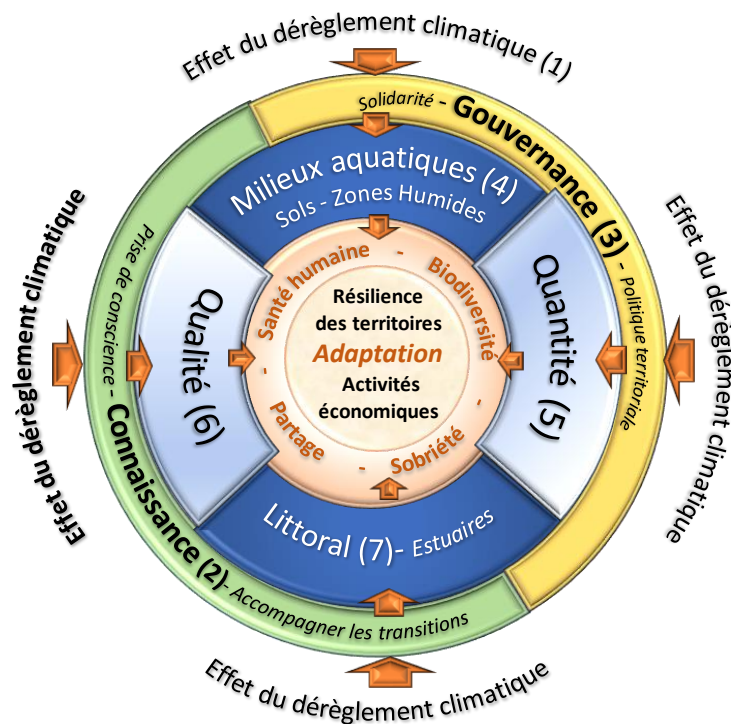 Effet du dérèglement climatique (1)
Effet du dérèglement climatique
Effet du dérèglement climatique
Effet du dérèglement climatique
Solidarité - Gouvernance (3) - Politique territoriale
Prise de conscience - Connaissance (2)- Accompagner les transitions
Milieux aquatiques (4)
Sols - Zones Humides
Quantité (5)
Qualité (6)
Littoral (7)- Estuaires
Santé humaine - Biodiversité - Sobriété - Partage -
Résilience
des territoires
Adaptation
Activités
économiques